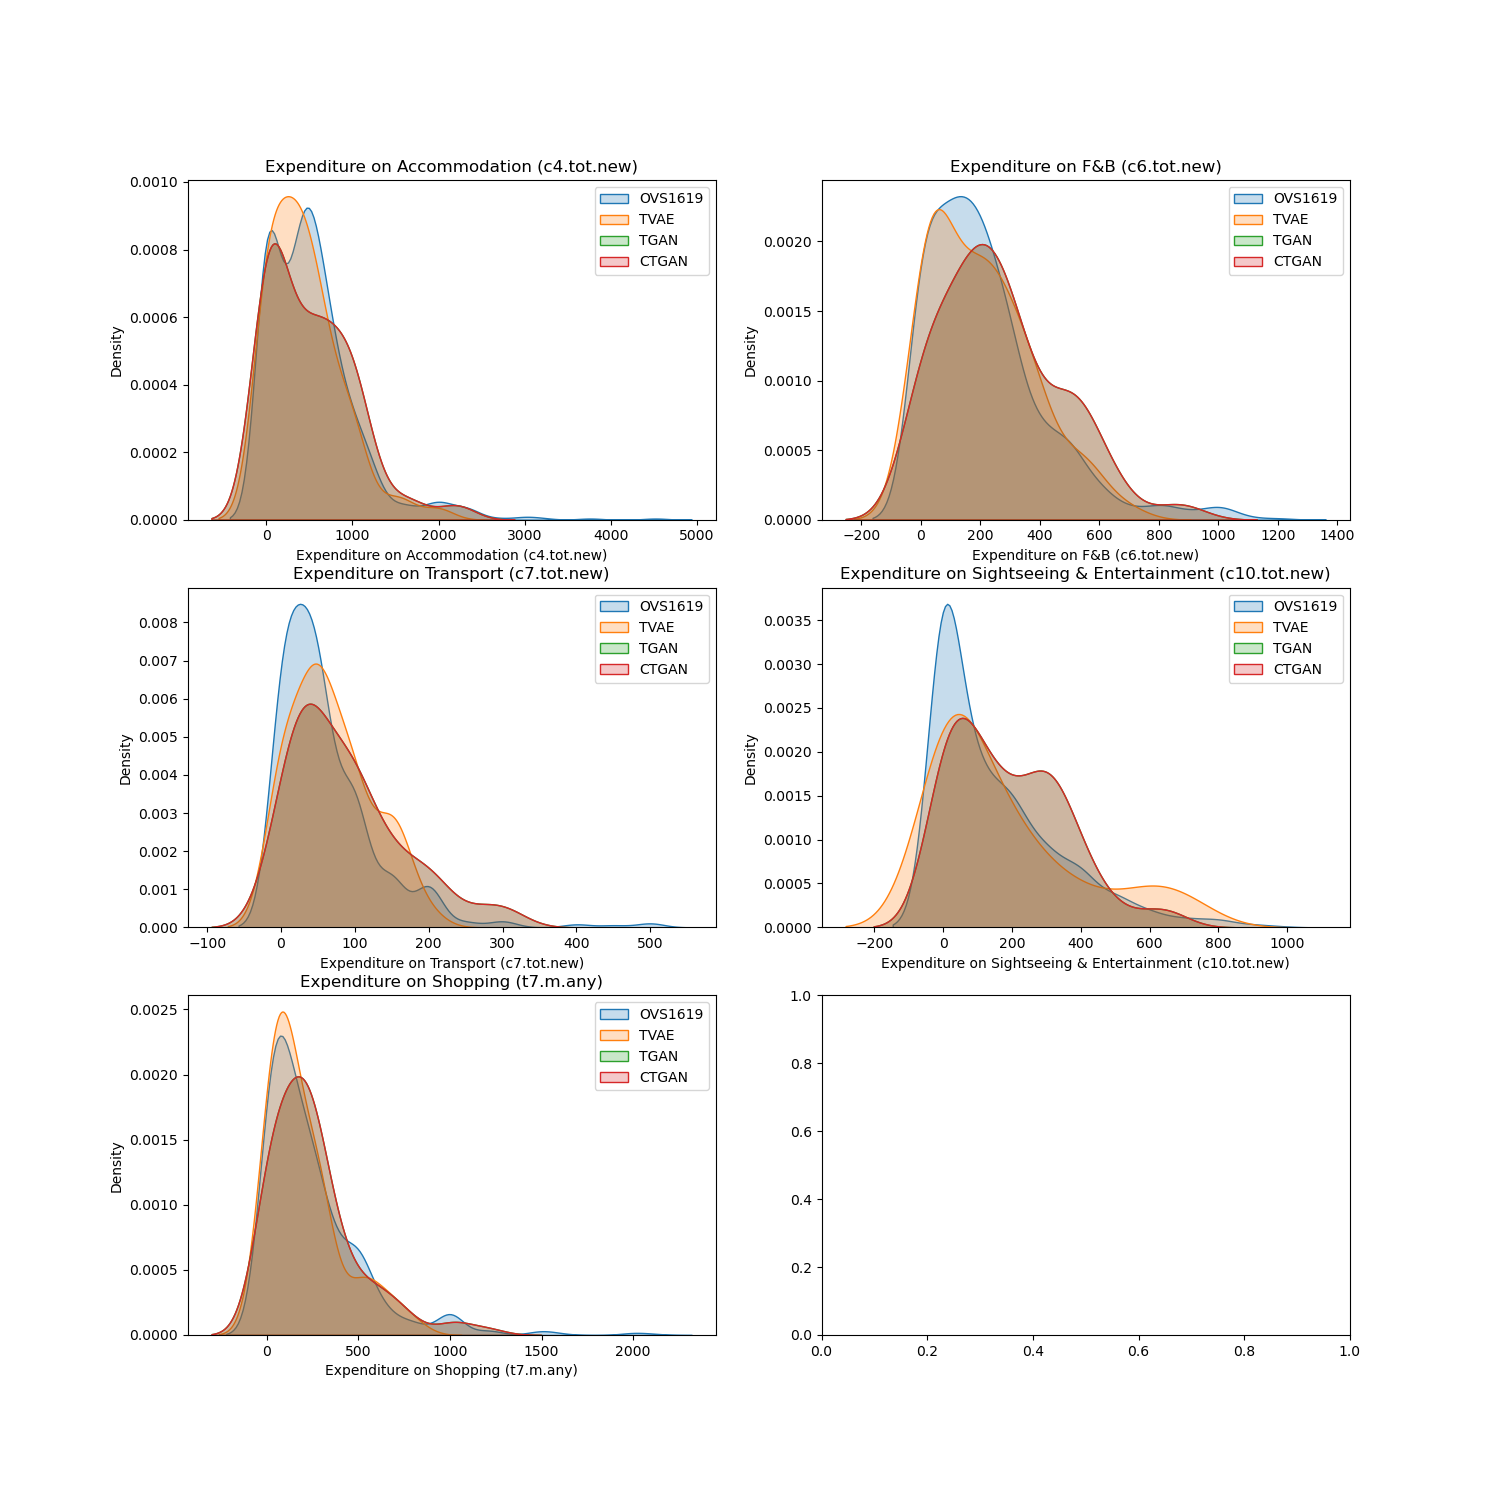 Expenditure on Accommodation (c4.tot.new)
Density
0.0010
0.0008
0.0006
0.0004
0.0002
0.0000
0 1000 2000 3000 4000 5000
Expenditure on Accommodation (c4.tot.new)
OVS1619
TVAE
TGAN
CTGAN
Expenditure on F&B (c6.tot.new)
Density
0.0020
0.0015
0.0010
0.0005
0.0000
−200 0 200 400 600 800 1000 1200 1400
Expenditure on F&B (c6.tot.new)
OVS1619
TVAE
TGAN
CTGAN
Expenditure on Transport (c7.tot.new)
Density
0.008
0.007
0.006
0.005
0.004
0.003
0.002
0.001
0.000
−100 0 100 200 300 400 500
Expenditure on Transport (c7.tot.new)
OVS1619
TVAE
TGAN
CTGAN
Expenditure on Sightseeing & Entertainment (c10.tot.new)
Density
0.0035
0.0030
0.0025
0.0020
0.0015
0.0010
0.0005
0.0000
−200 0 200 400 600 800 1000
Expenditure on Sightseeing & Entertainment (c10.tot.new)
OVS1619
TVAE
TGAN
CTGAN
Expenditure on Shopping (t7.m.any)
Density
0.0025
0.0020
0.0015
0.0010
0.0005
0.0000
0 500 1000 1500 2000
Expenditure on Shopping (t7.m.any)
OVS1619
TVAE
TGAN
CTGAN
1.0
0.8
0.6
0.4
0.2
0.0
0.0 0.2 0.4 0.6 0.8 1.0